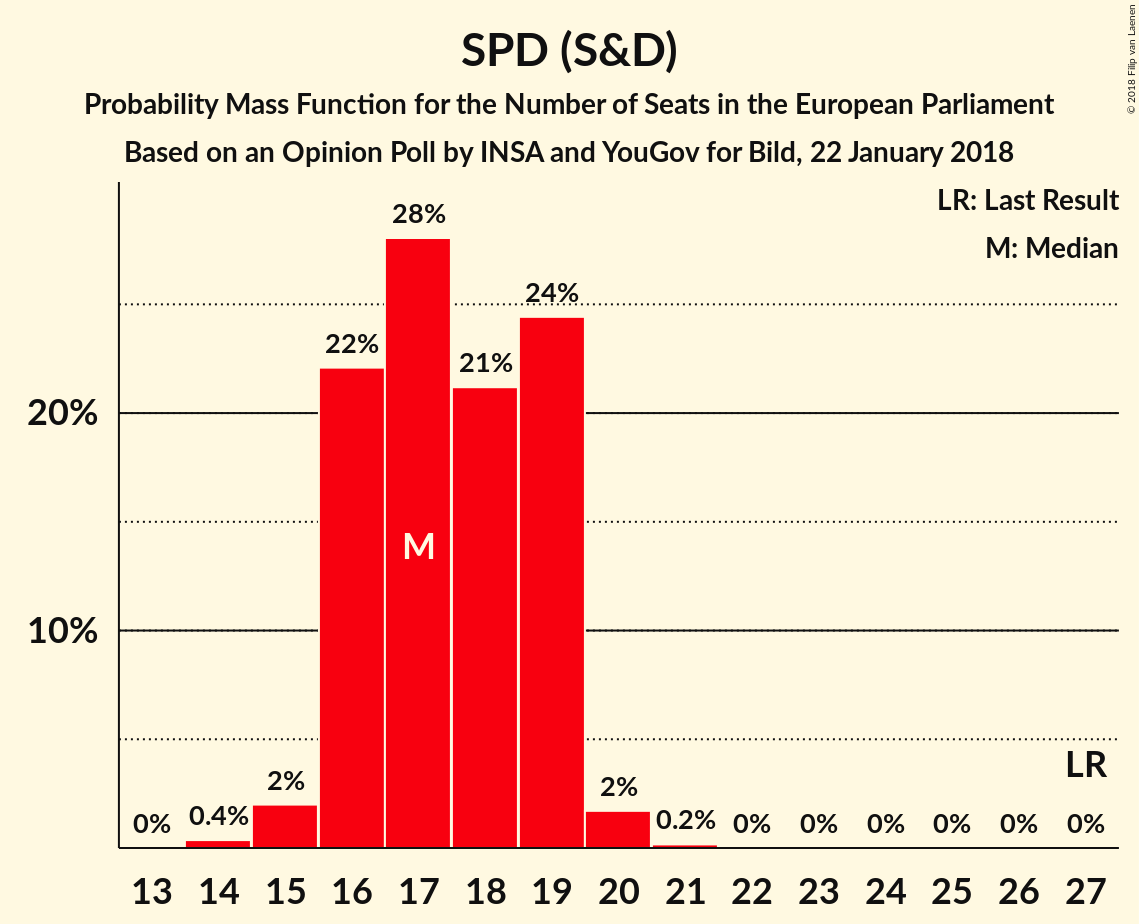 SPD (S&D)
Probability Mass Function for the Number of Seats in the European Parliament
Based on an Opinion Poll by INSA and YouGov for Bild, 22 January 2018
© 2018 Filip van Laenen
LR: Last Result
M: Median
28%
24%
22%
21%
20%
M
10%
LR
2%
2%
0% 0.4% 0.2% 0% 0% 0% 0% 0% 0%
13 14 15 16 17 18 19 20 21 22 23 24 25 26 27